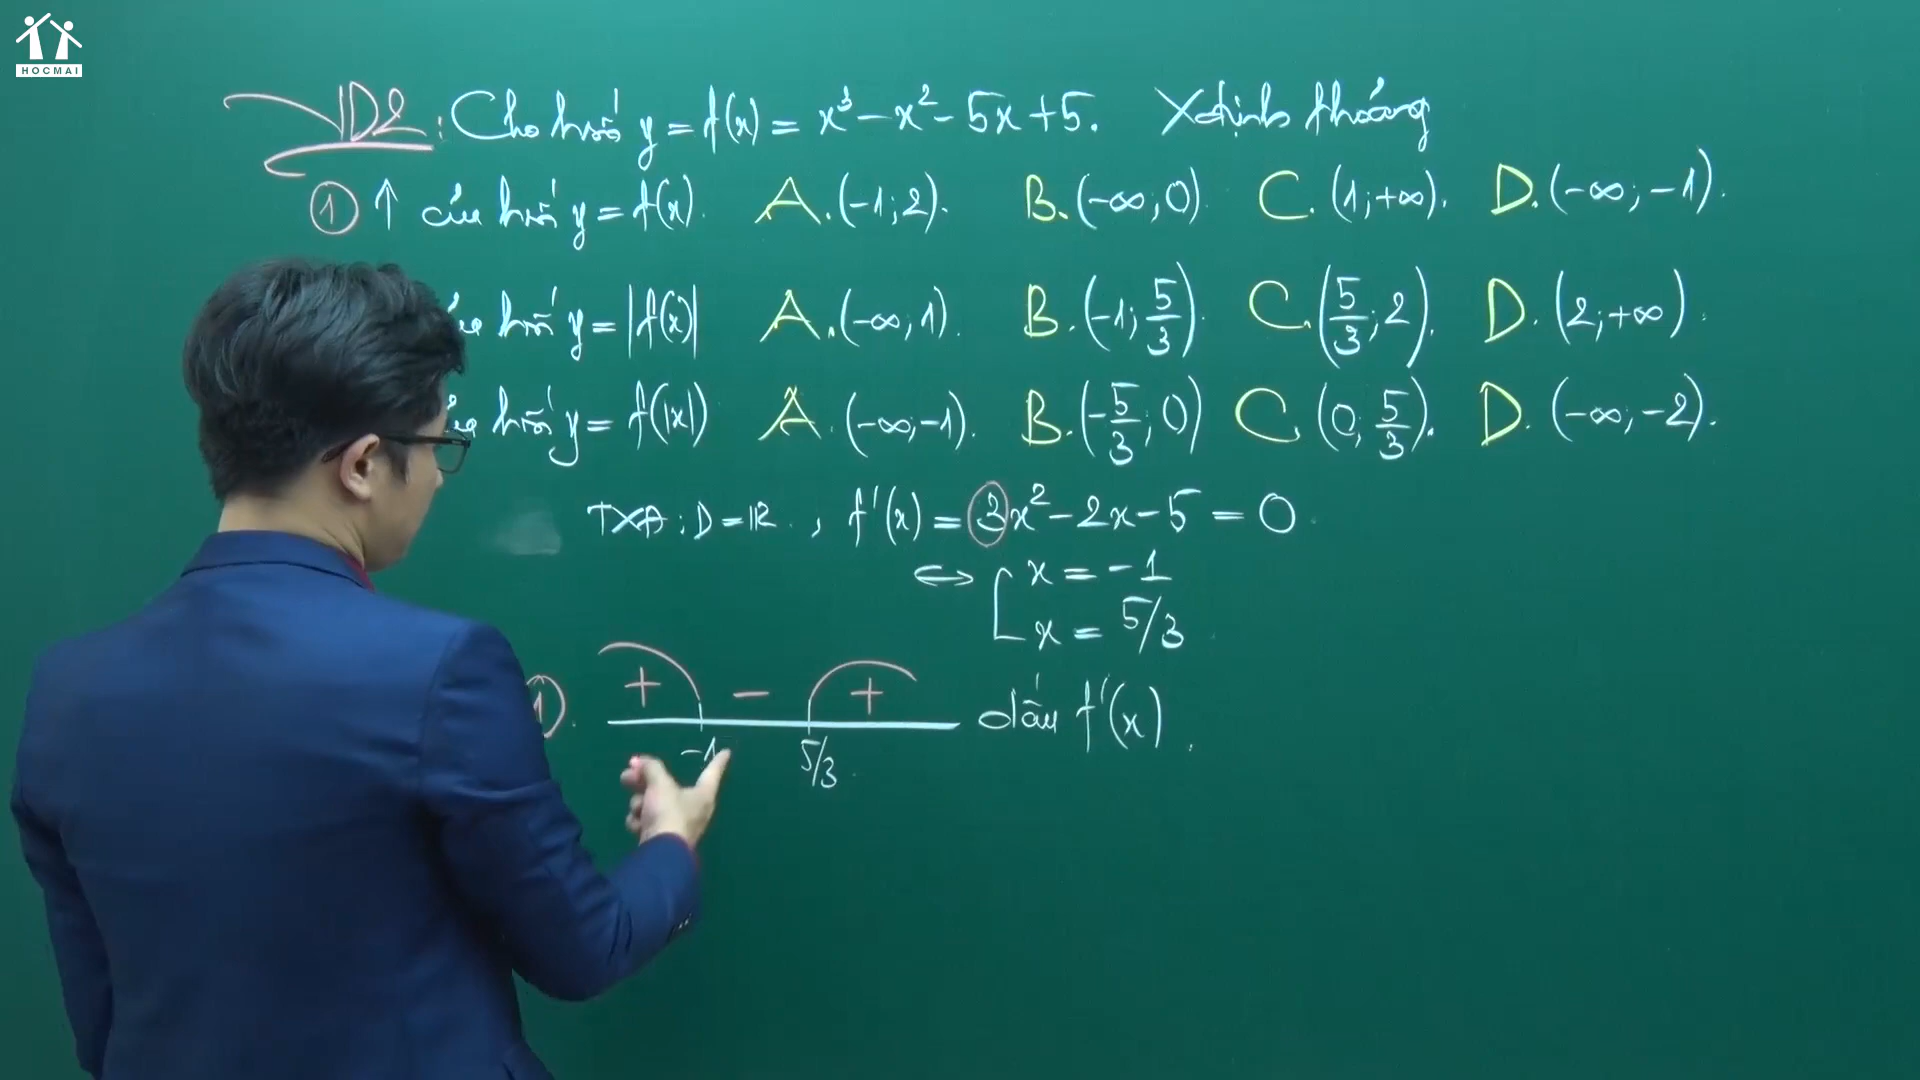 HOCMAI
VD2: Cho hsố y = f(x) = x³ - x² - 5x + 5. Xđịnh khoảng
① ↑ của hsố y = f(x). A. (-1; 2). B. (-∞; 0). C. (1; +∞). D. (-∞; -1).
hsố y = |f(x)| A. (-∞; 1). B. (-1; 5/3). C. (5/3; 2). D. (2; +∞).
hsố y = f(|x|) A. (-∞; -1). B. (-5/3; 0) C. (0; 5/3). D. (-∞; -2).
TXĐ: D = ℝ. , f'(x) = 3x² - 2x - 5 = 0.
↔ [ x = -1
x = 5/3.
①. + - + dấu f'(x).
-1 5/3.